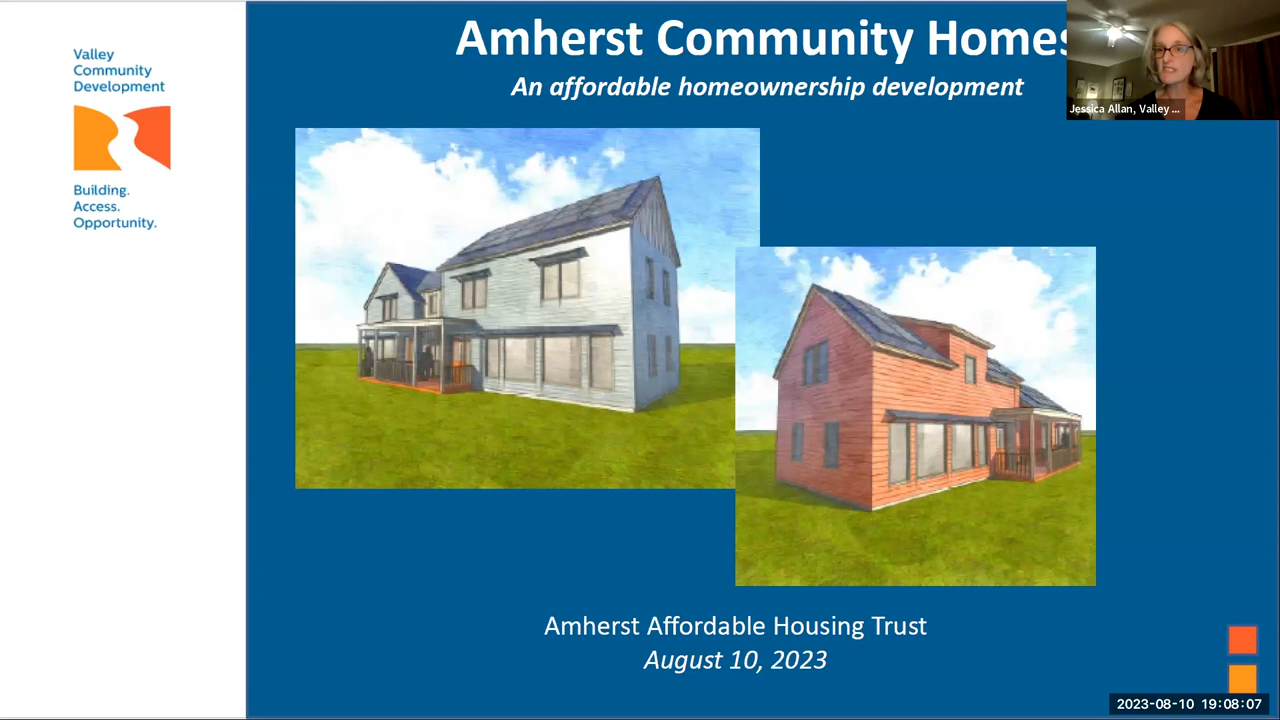 Valley
Community
Development
Building.
Access.
Opportunity.
Amherst Community Homes
An affordable homeownership development
Jessica Allan, Valley ...
Amherst Affordable Housing Trust
August 10, 2023
2023-08-10 19:08:07